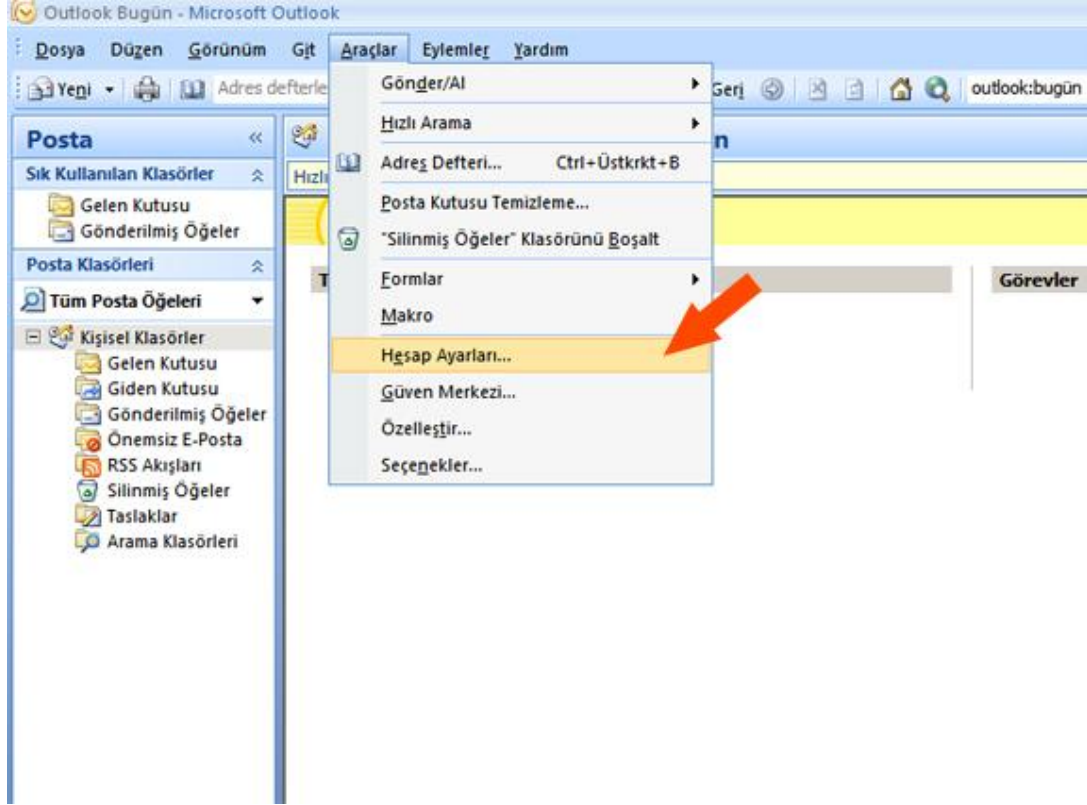 Outlook Bugün - Microsoft Outlook
Dosya Düzen Görünüm Git Araçlar Eylemler Yardım
Yeni Adres defterle Geri outlook:bugün
Posta
Sık Kullanılan Klasörler
Gelen Kutusu
Gönderilmiş Öğeler
Posta Klasörleri
Tüm Posta Öğeleri
Kişisel Klasörler
Gelen Kutusu
Giden Kutusu
Gönderilmiş Öğeler
Önemsiz E-Posta
RSS Akışları
Silinmiş Öğeler
Taslaklar
Arama Klasörleri
Gönder/Al
Hızlı Arama
Adres Defteri... Ctrl+Üstkrkt+B
Posta Kutusu Temizleme...
"Silinmiş Öğeler" Klasörünü Boşalt
Formlar
Makro
Hesap Ayarları...
Güven Merkezi...
Özelleştir...
Seçenekler...
Görevler